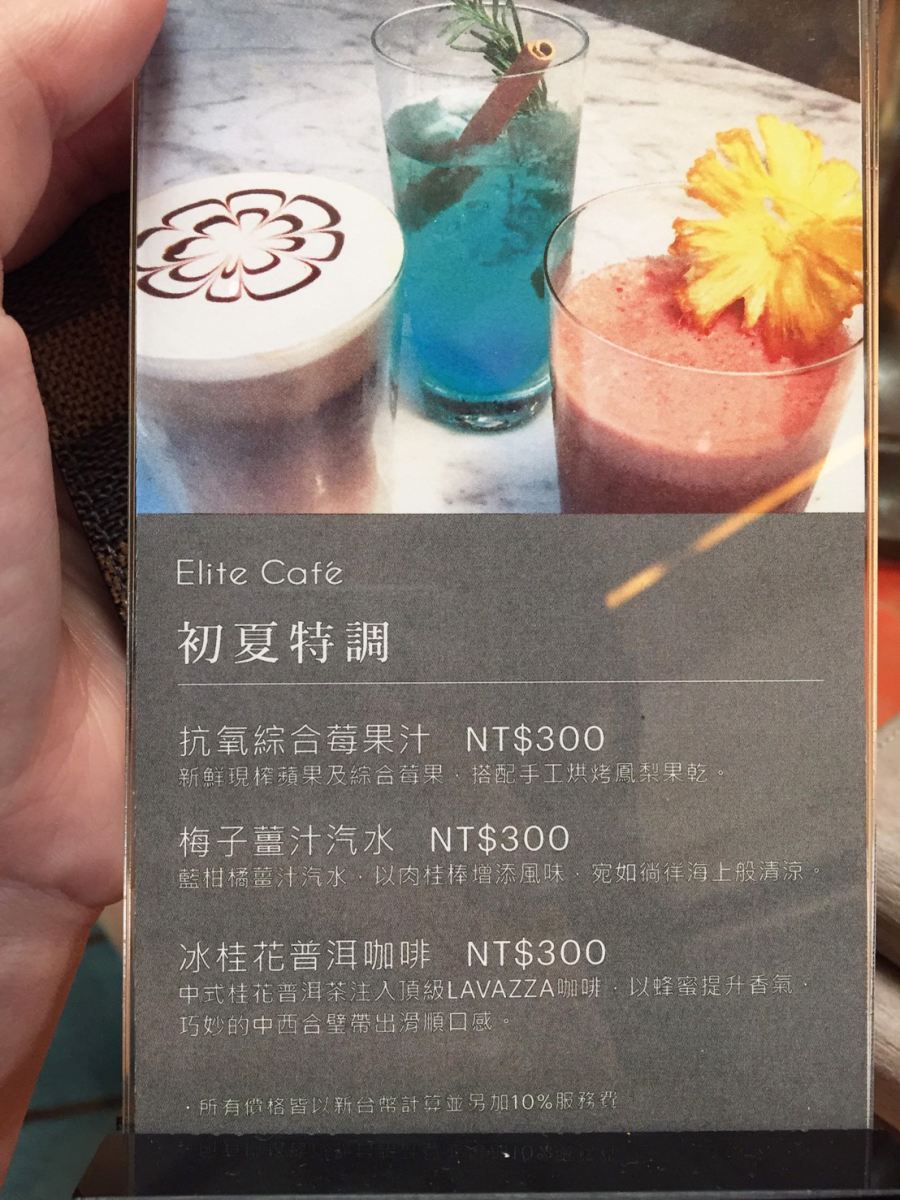 Elite Café
初夏特調
抗氧綜合莓果汁 NT$300
新鮮現榨蘋果及綜合莓果，搭配手工烘烤鳳梨果乾。
梅子薑汁汽水 NT$300
藍柑橘薑汁汽水，以肉桂棒增添風味，宛如徜徉海上般清涼。
冰桂花普洱咖啡 NT$300
中式桂花普洱茶注入頂級LAVAZZA咖啡，以蜂蜜提升香氣，
巧妙的中西合璧帶出滑順口感。
·所有價格皆以新台幣計算並另加10%服務費